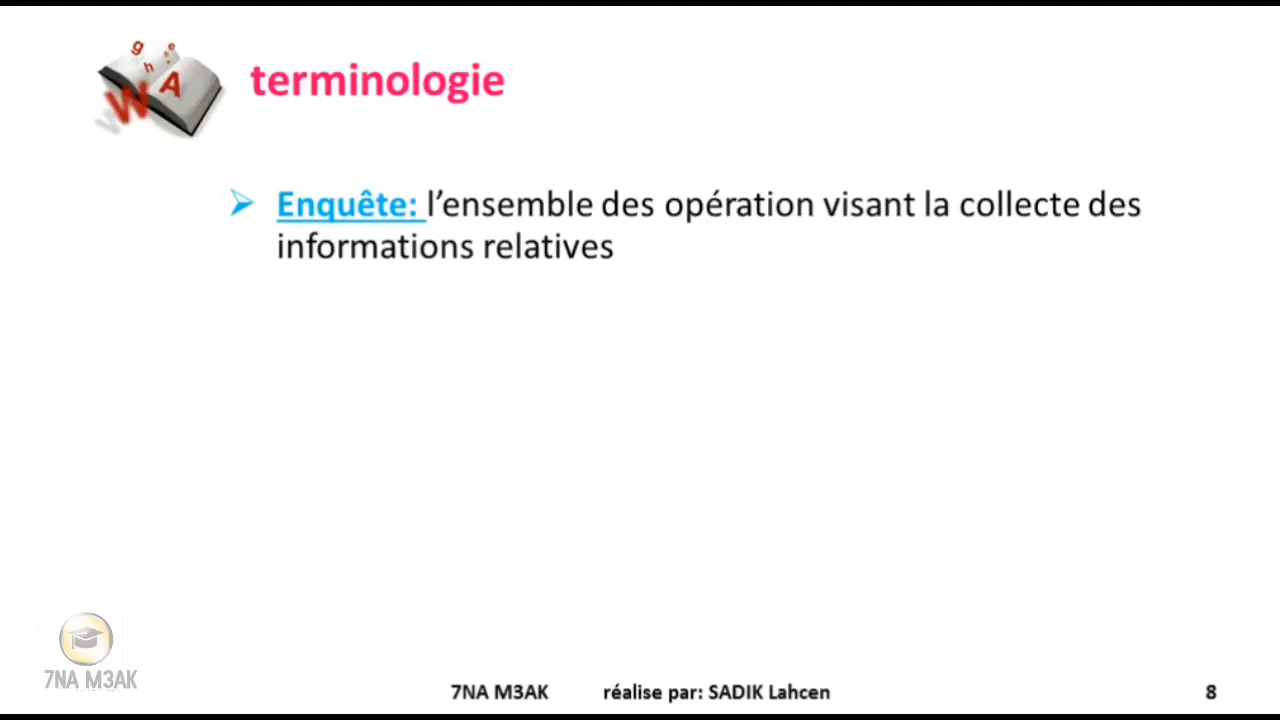 terminologie
Enquête: l’ensemble des opération visant la collecte des
informations relatives
7NA M3AK
7NA M3AK réalise par: SADIK Lahcen 8